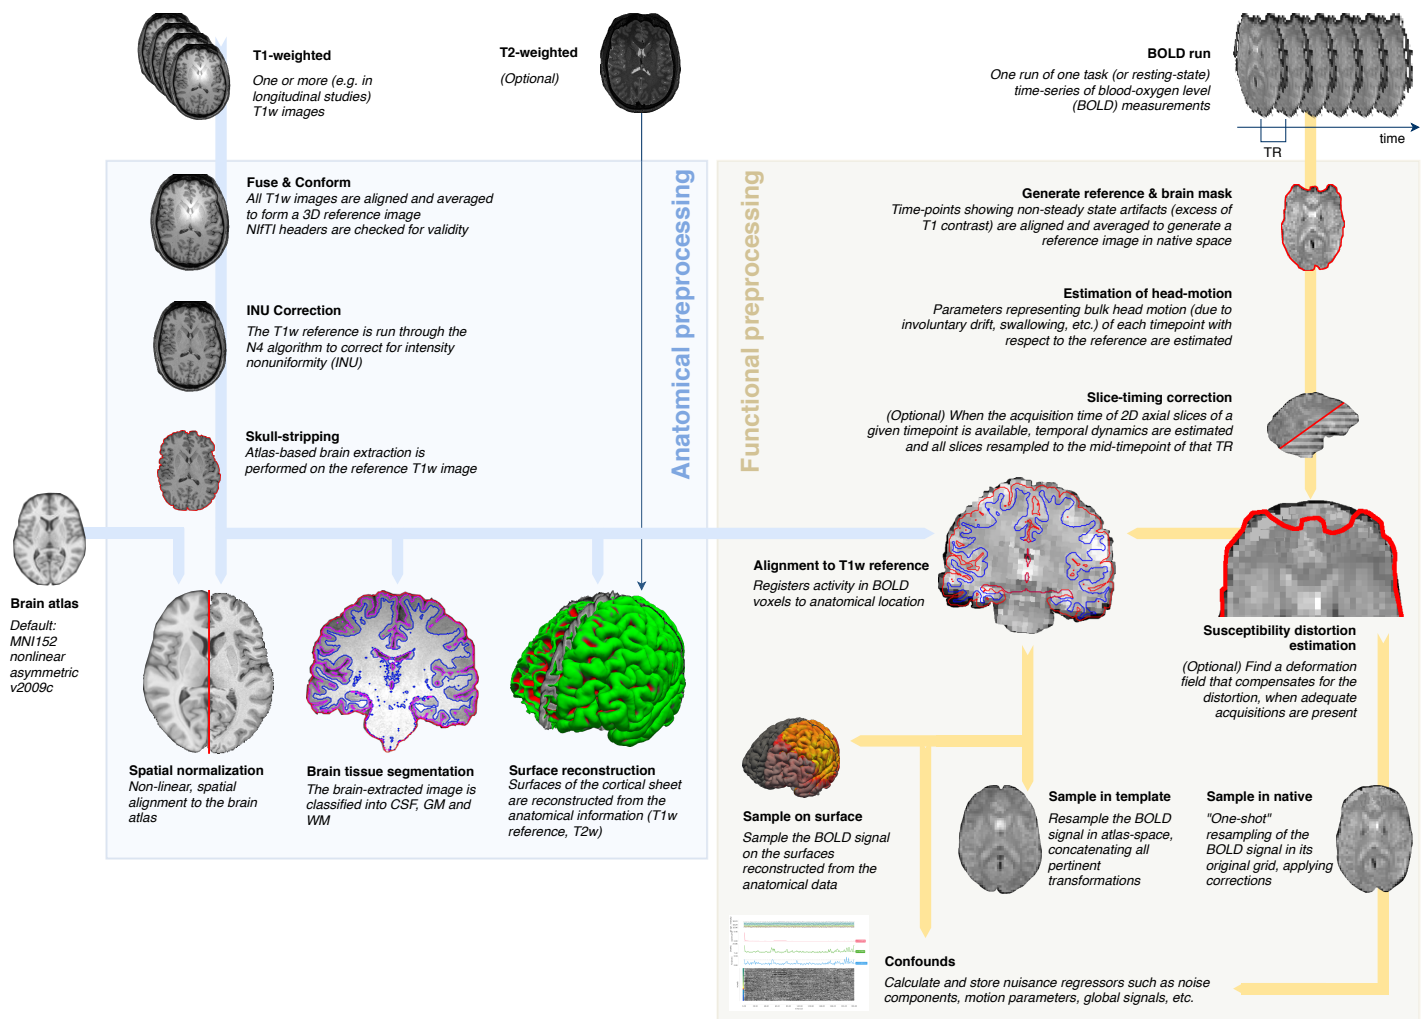 T1-weighted
One or more (e.g. in
longitudinal studies)
T1w images
T2-weighted
(Optional)
BOLD run
One run of one task (or resting-state)
time-series of blood-oxygen level
(BOLD) measurements
time
TR
Anatomical preprocessing
Fuse & Conform
All T1w images are aligned and averaged
to form a 3D reference image
NIfTI headers are checked for validity
INU Correction
The T1w reference is run through the
N4 algorithm to correct for intensity
nonuniformity (INU)
Skull-stripping
Atlas-based brain extraction is
performed on the reference T1w image
Brain atlas
Default:
MNI152
nonlinear
asymmetric
v2009c
Spatial normalization
Non-linear, spatial
alignment to the brain
atlas
Brain tissue segmentation
The brain-extracted image is
classified into CSF, GM and
WM
Surface reconstruction
Surfaces of the cortical sheet
are reconstructed from the
anatomical information (T1w
reference, T2w)
Functional preprocessing
Generate reference & brain mask
Time-points showing non-steady state artifacts (excess of
T1 contrast) are aligned and averaged to generate a
reference image in native space
Estimation of head-motion
Parameters representing bulk head motion (due to
involuntary drift, swallowing, etc.) of each timepoint with
respect to the reference are estimated
Slice-timing correction
(Optional) When the acquisition time of 2D axial slices of a
given timepoint is available, temporal dynamics are estimated
and all slices resampled to the mid-timepoint of that TR
Alignment to T1w reference
Registers activity in BOLD
voxels to anatomical location
Susceptibility distortion
estimation
(Optional) Find a deformation
field that compensates for the
distortion, when adequate
acquisitions are present
Sample on surface
Sample the BOLD signal
on the surfaces
reconstructed from the
anatomical data
Sample in template
Resample the BOLD
signal in atlas-space,
concatenating all
pertinent
transformations
Sample in native
"One-shot"
resampling of the
BOLD signal in its
original grid, applying
corrections
Confounds
Calculate and store nuisance regressors such as noise
components, motion parameters, global signals, etc.